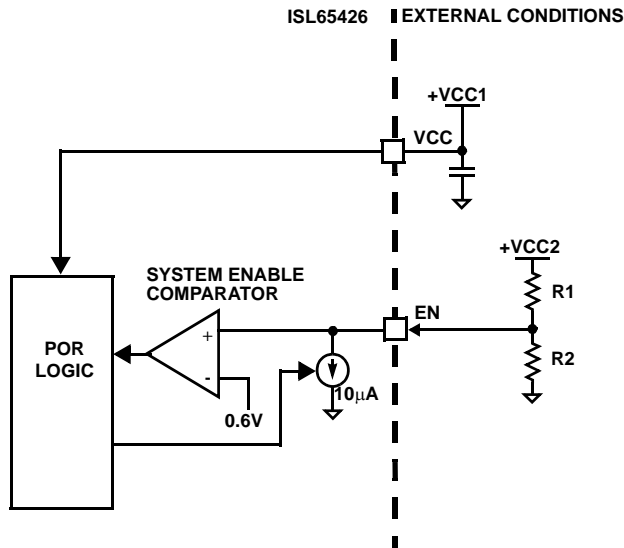 ISL65426
EXTERNAL CONDITIONS
+VCC1
VCC
+VCC2
SYSTEM ENABLE
COMPARATOR
R1
EN
+
POR
LOGIC
R2
-
10μA
0.6V